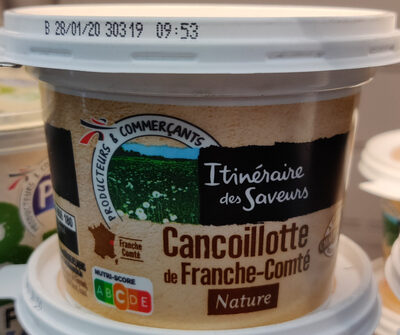 B 28/01/20 30319 09:53
PRODUCTEURS & COMMERÇANTS
Itinéraire
des Saveurs
Cancoillotte
de Franche-Comté
Nature
Franche
Comté
NUTRI-SCORE
A B C D E